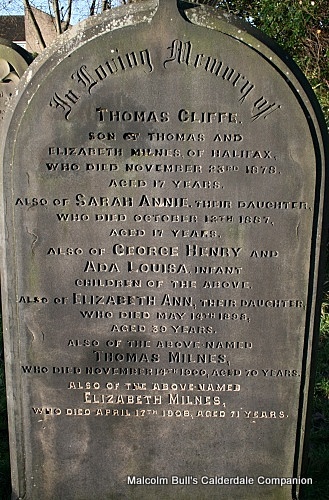 In Loving Memory of
THOMAS CLIFFE,
SON OF THOMAS AND
ELIZABETH MILNES OF HALIFAX,
WHO DIED NOVEMBER 23RD 1878,
AGED 17 YEARS.
ALSO OF SARAH ANNIE, THEIR DAUGHTER,
WHO DIED OCTOBER 13TH 1887,
AGED 17 YEARS.
ALSO OF GEORGE HENRY AND
ADA LOUISA, INFANT
CHILDREN OF THE ABOVE.
ALSO OF ELIZABETH ANN, THEIR DAUGHTER,
WHO DIED MAY 14TH 1898,
AGED 39 YEARS.
ALSO OF THE ABOVE NAMED
THOMAS MILNES,
WHO DIED NOVEMBER 14TH 1900, AGED 70 YEARS.
ALSO OF THE ABOVE NAMED
ELIZABETH MILNES,
WHO DIED APRIL 17TH 1908, AGED 71 YEARS.
Malcolm Bull's Calderdale Companion